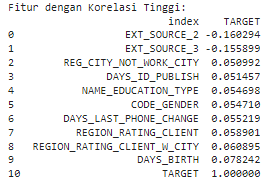 Fitur dengan Korelasi Tinggi:
index TARGET
0 EXT_SOURCE_2 -0.160294
1 EXT_SOURCE_3 -0.155899
2 REG_CITY_NOT_WORK_CITY 0.050992
3 DAYS_ID_PUBLISH 0.051457
4 NAME_EDUCATION_TYPE 0.054698
5 CODE_GENDER 0.054710
6 DAYS_LAST_PHONE_CHANGE 0.055219
7 REGION_RATING_CLIENT 0.058901
8 REGION_RATING_CLIENT_W_CITY 0.060895
9 DAYS_BIRTH 0.078242
10 TARGET 1.000000